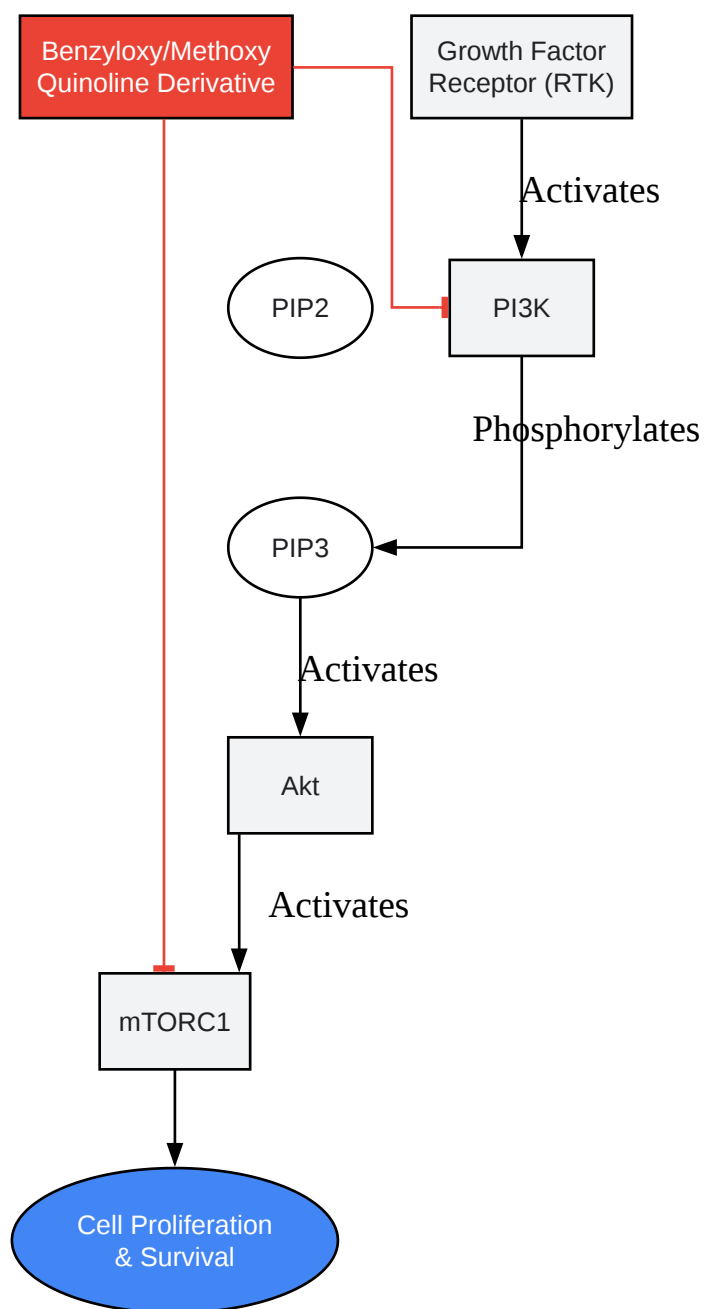 Benzyloxy/Methoxy
Quinoline Derivative
Growth Factor
Receptor (RTK)
Activates
PIP2
PI3K
Phosphorylates
PIP3
Activates
Akt
Activates
mTORC1
Cell Proliferation
& Survival